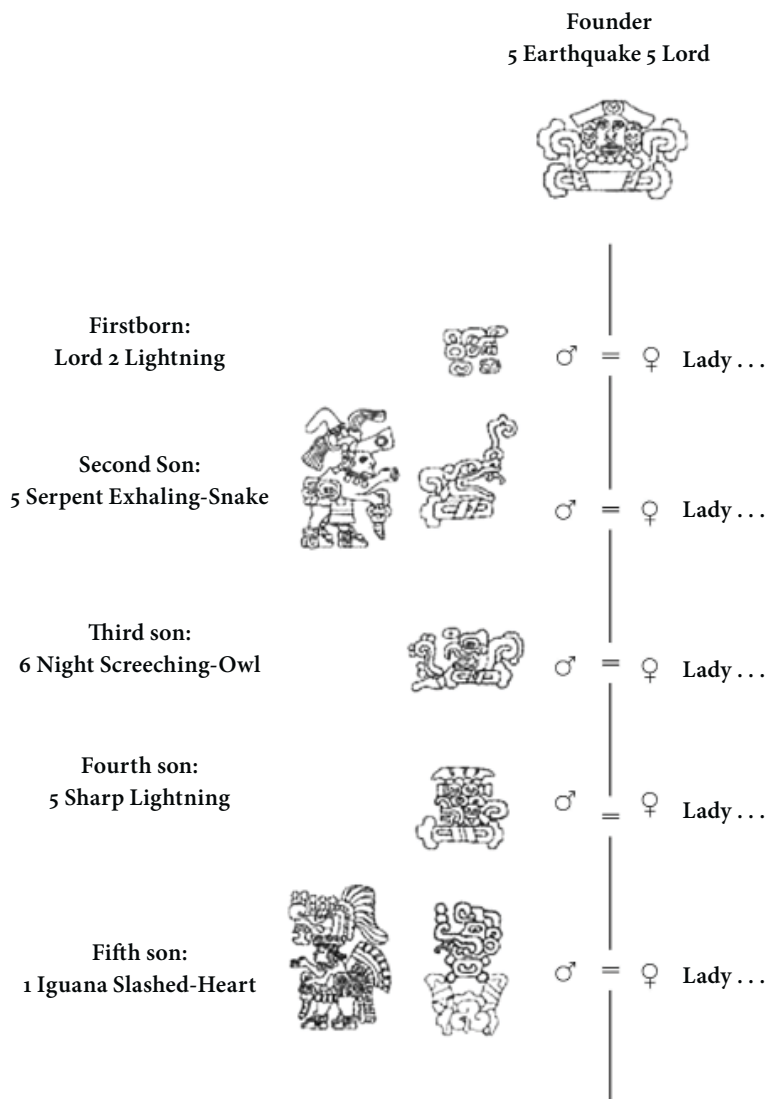 Founder
5 Earthquake 5 Lord
Firstborn:
Lord 2 Lightning
♂ = ♀ Lady . . .
Second Son:
5 Serpent Exhaling-Snake
♂ = ♀ Lady . . .
Third son:
6 Night Screeching-Owl
♂ = ♀ Lady . . .
Fourth son:
5 Sharp Lightning
♂ = ♀ Lady . . .
Fifth son:
1 Iguana Slashed-Heart
♂ = ♀ Lady . . .